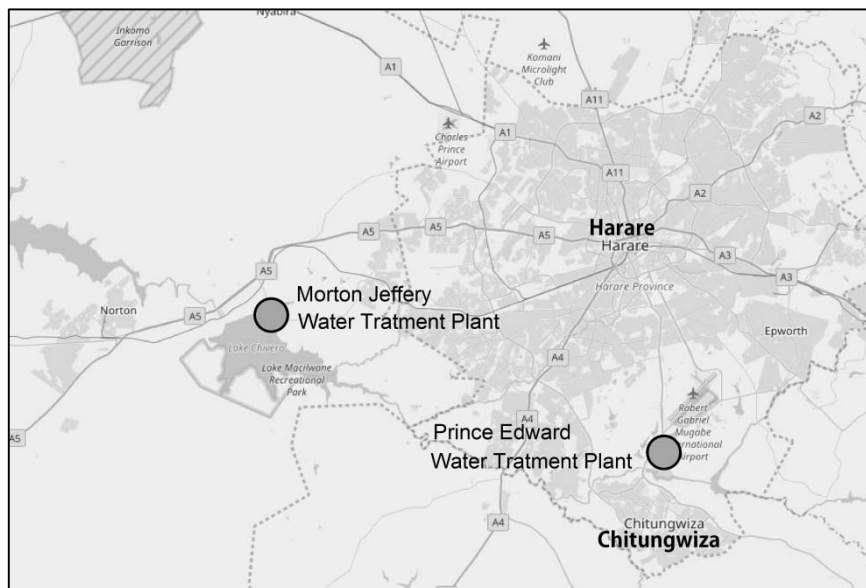 Nyabira
Inkomo
Garrison
A1
Komani
Microlight
Club
A11
A2
Charles
Prince
Airport
A1
A11
A2
A5
A5
A5
Harare
Harare
A3
A3
A5
Harare Province
Morton Jeffery
Water Tratment Plant
Norton
A5
Epworth
Lake Chivero
A4
Lake Macilwane
Recreational
Park
Robert
Gabriel
Mugabe
ernational
Airport
A4
A5
Prince Edward
Water Tratment Plant
A4
Chitungwiza
Chitungwiza